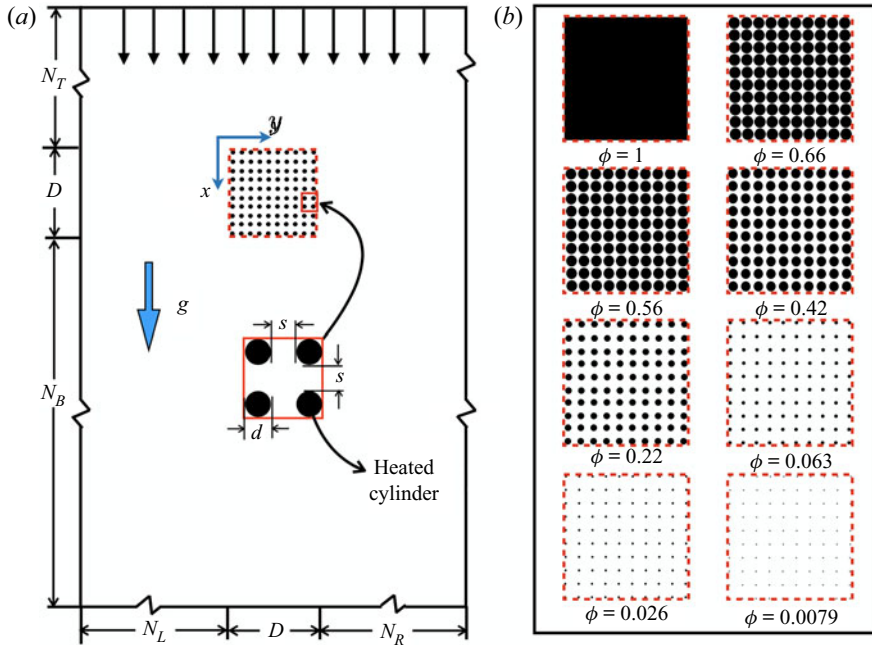 (a)
N_T
D
y
x
g
s
s
d
N_B
Heated
cylinder
N_L
D
N_R
(b)
ϕ = 1
ϕ = 0.66
ϕ = 0.56
ϕ = 0.42
ϕ = 0.22
ϕ = 0.063
ϕ = 0.026
ϕ = 0.0079